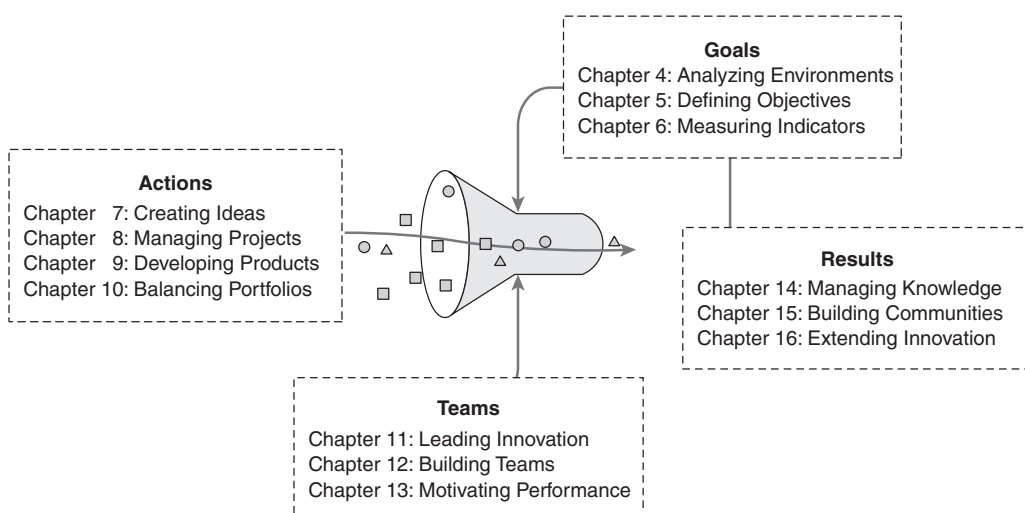 Goals
Chapter 4: Analyzing Environments
Chapter 5: Defining Objectives
Chapter 6: Measuring Indicators
Actions
Chapter 7: Creating Ideas
Chapter 8: Managing Projects
Chapter 9: Developing Products
Chapter 10: Balancing Portfolios
Results
Chapter 14: Managing Knowledge
Chapter 15: Building Communities
Chapter 16: Extending Innovation
Teams
Chapter 11: Leading Innovation
Chapter 12: Building Teams
Chapter 13: Motivating Performance